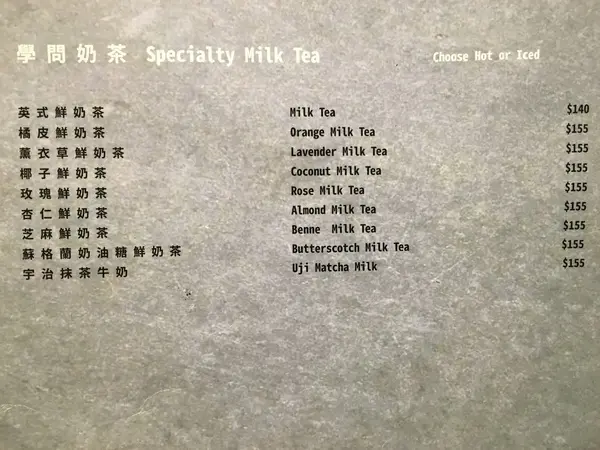 學問奶茶 Specialty Milk Tea Choose Hot or Iced
英式鮮奶茶 Milk Tea $140
橘皮鮮奶茶 Orange Milk Tea $155
薰衣草鮮奶茶 Lavender Milk Tea $155
椰子鮮奶茶 Coconut Milk Tea $155
玫瑰鮮奶茶 Rose Milk Tea $155
杏仁鮮奶茶 Almond Milk Tea $155
芝麻鮮奶茶 Benne Milk Tea $155
蘇格蘭奶油糖鮮奶茶 Butterscotch Milk Tea $155
宇治抹茶牛奶 Uji Matcha Milk $155